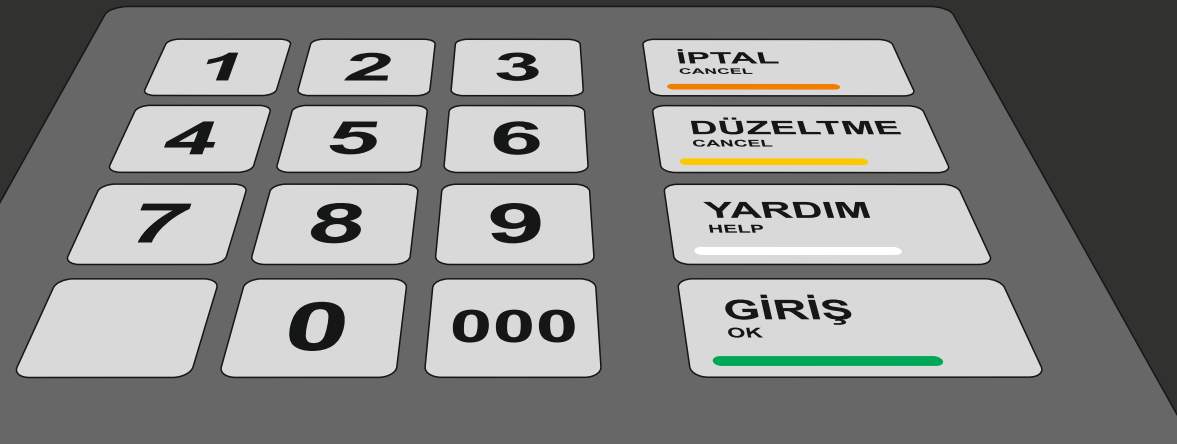 1 2 3 İPTAL
CANCEL
4 5 6 DÜZELTME
CANCEL
7 8 9 YARDIM
HELP
0 000 GİRİŞ
OK